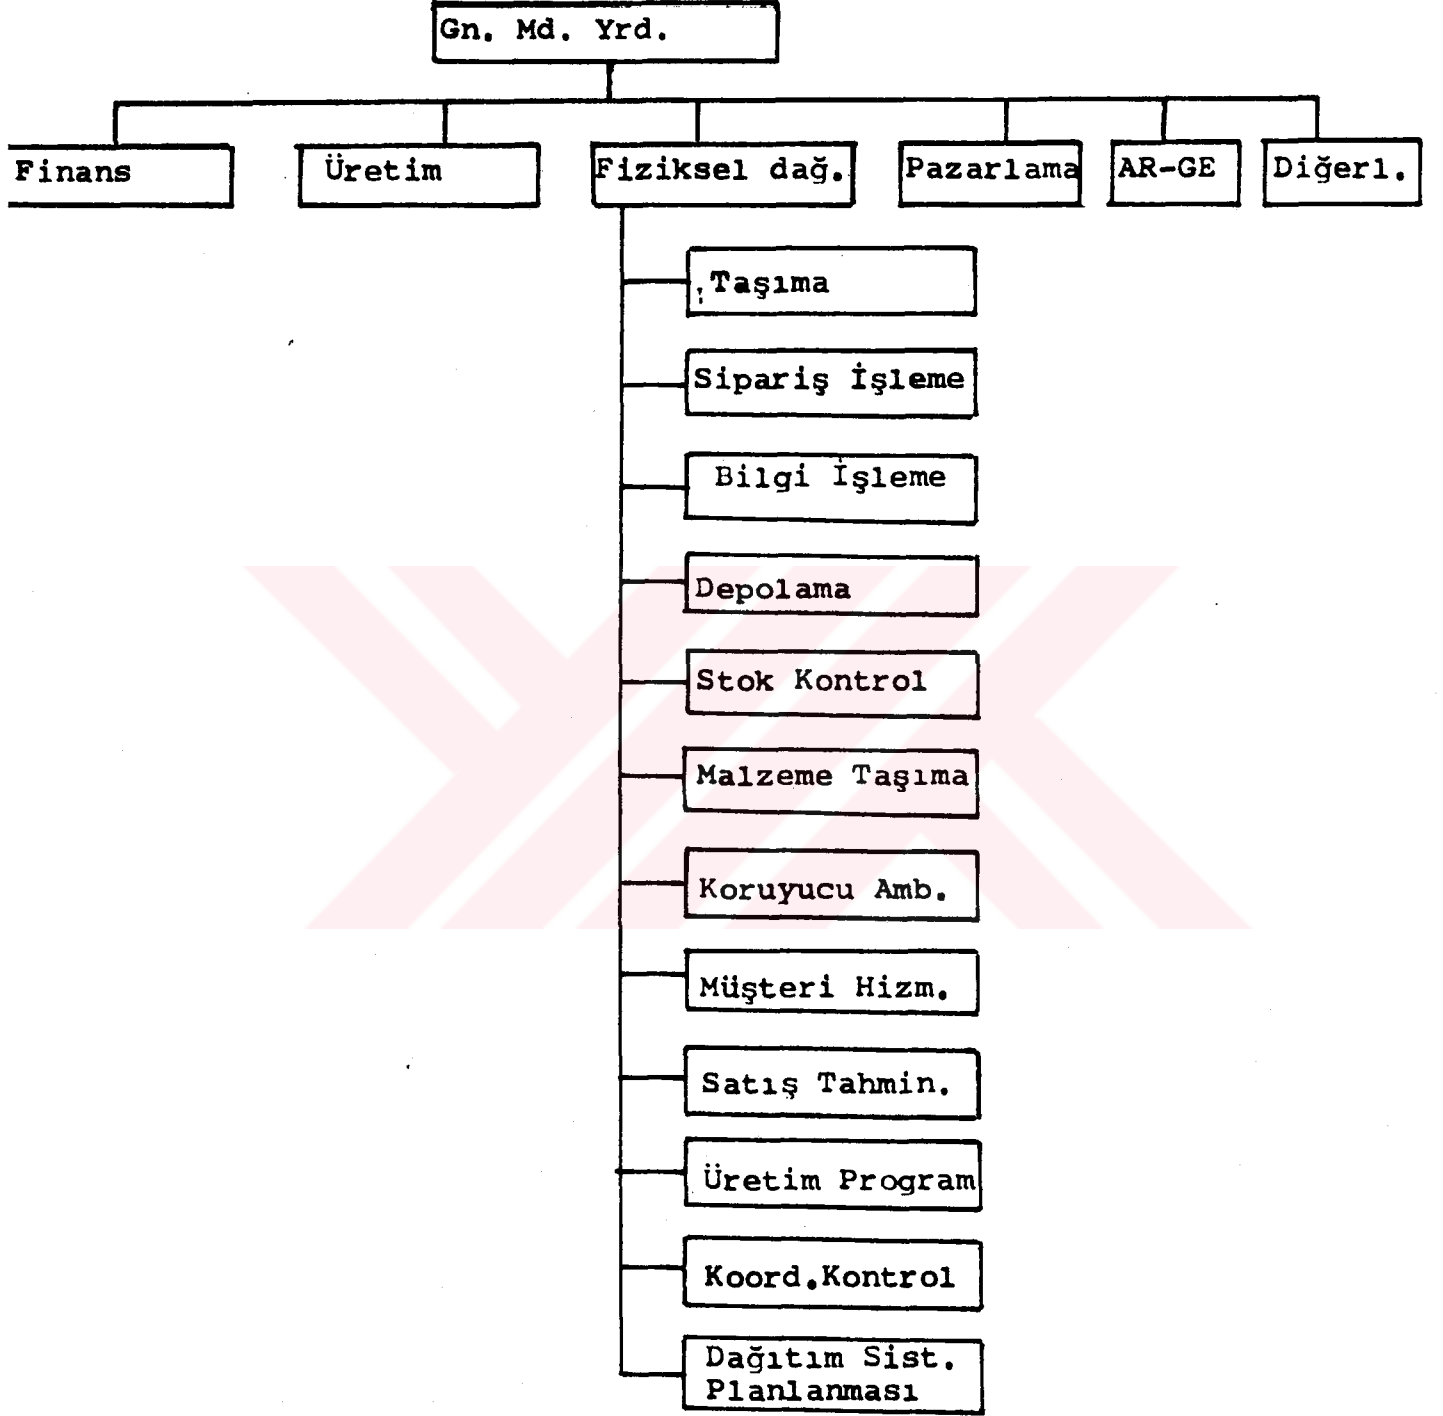 Gn. Md. Yrd.
Finans
Üretim
Fiziksel dağ.
Pazarlama
AR-GE
Diğerl.
Taşıma
Sipariş İşleme
Bilgi İşleme
Depolama
Stok Kontrol
Malzeme Taşıma
Koruyucu Amb.
Müşteri Hizm.
Satış Tahmin.
Üretim Program
Koord.Kontrol
Dağıtım Sist.
Planlanması